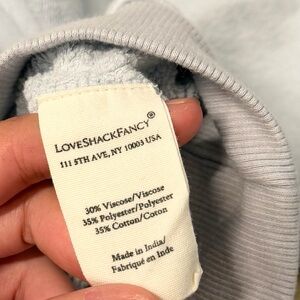 LOVESHACKFANCY®
111 5TH AVE, NY 10003 USA
30% Viscose/Viscose
35% Polyester/Polyester
35% Cotton/Coton
Made in India/
Fabriqué en Inde